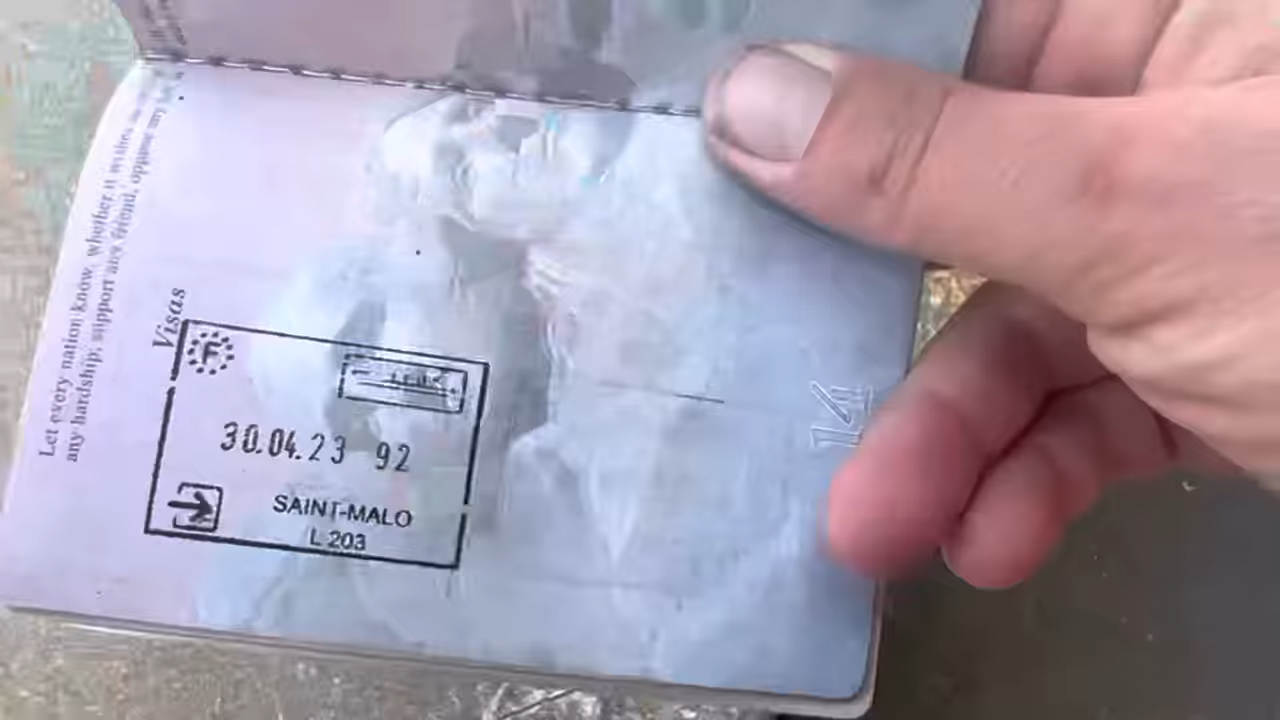 Let every nation know, whether it wishes
any hardship, support any friend, oppose any
Visas
F
30.04.23 92
SAINT-MALO
L 203
14